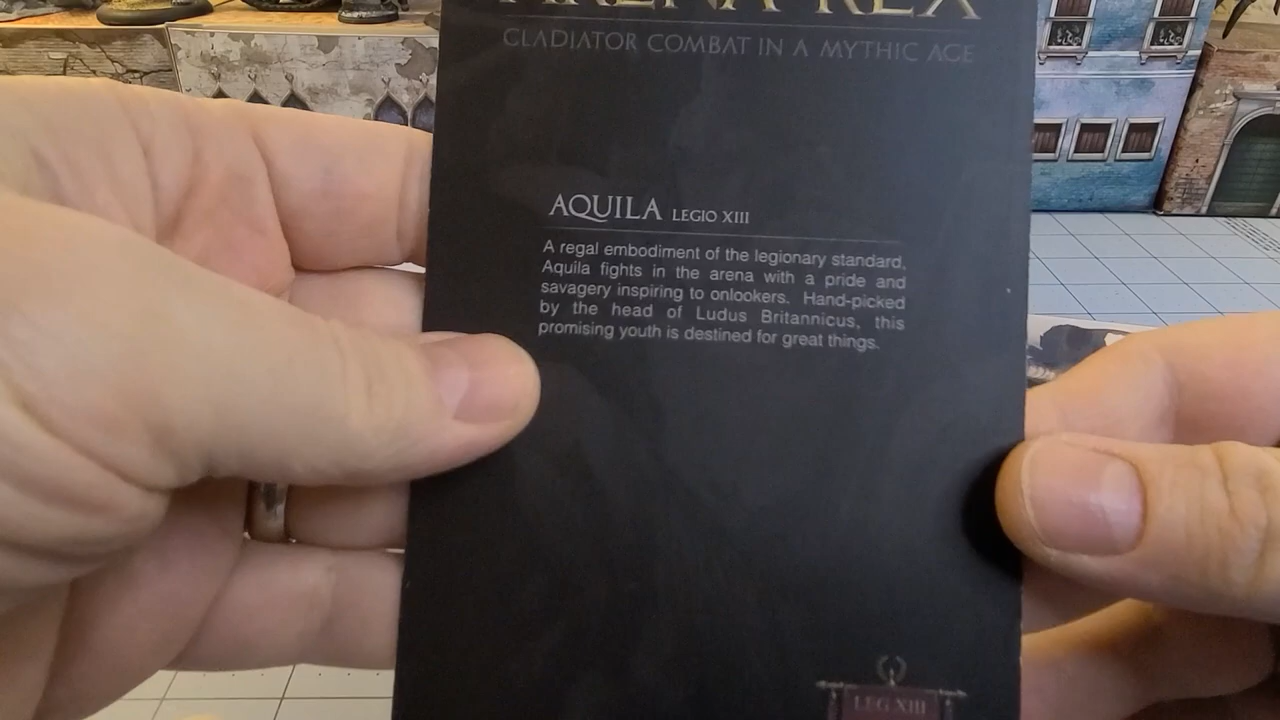 ARENA REX
GLADIATOR COMBAT IN A MYTHIC AGE
AQUILA LEGIO XIII
A regal embodiment of the legionary standard,
Aquila fights in the arena with a pride and
savagery inspiring to onlookers. Hand-picked
by the head of Ludus Britannicus, this
promising youth is destined for great things.
LEG XIII